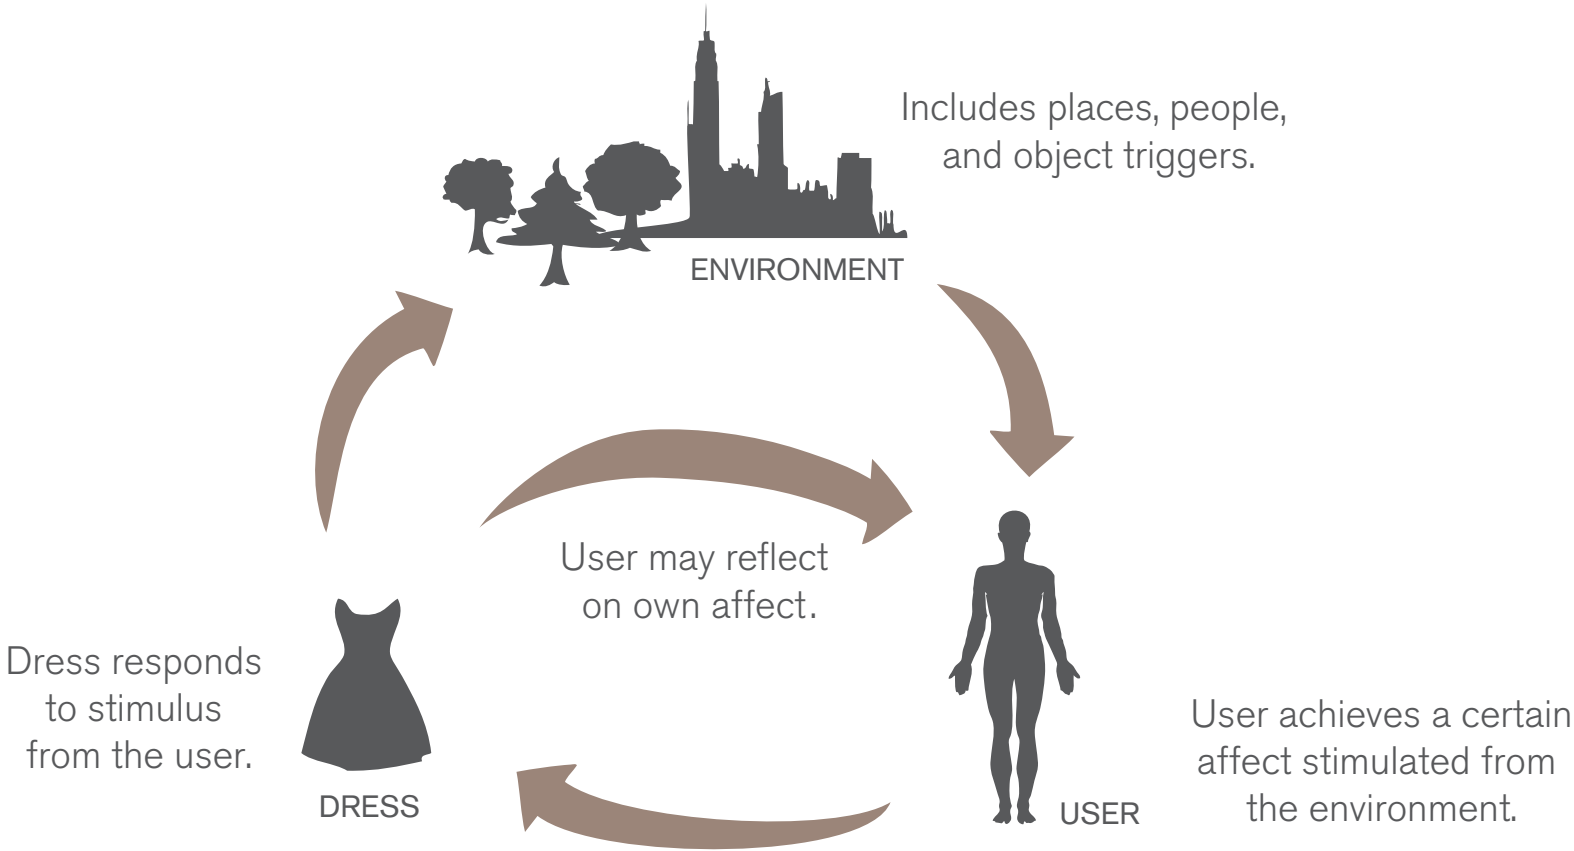 Includes places, people,
and object triggers.
ENVIRONMENT
User may reflect
on own affect.
Dress responds
to stimulus
from the user.
DRESS
User achieves a certain
affect stimulated from
the environment.
USER